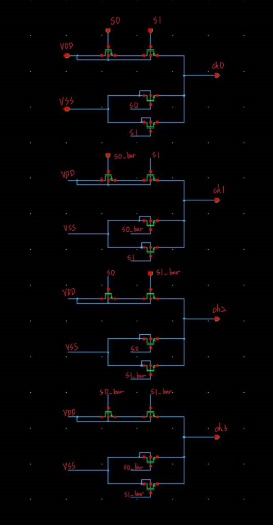 S0 S1
VDD
ch0
S0
VSS
S1
S0_bar S1
VDD
ch1
S0_bar
VSS
S1
S0 S1_bar
VDD
ch2
S0
VSS
S1_bar
S0_bar S1_bar
VDD
ch3
S0_bar
VSS
S1_bar